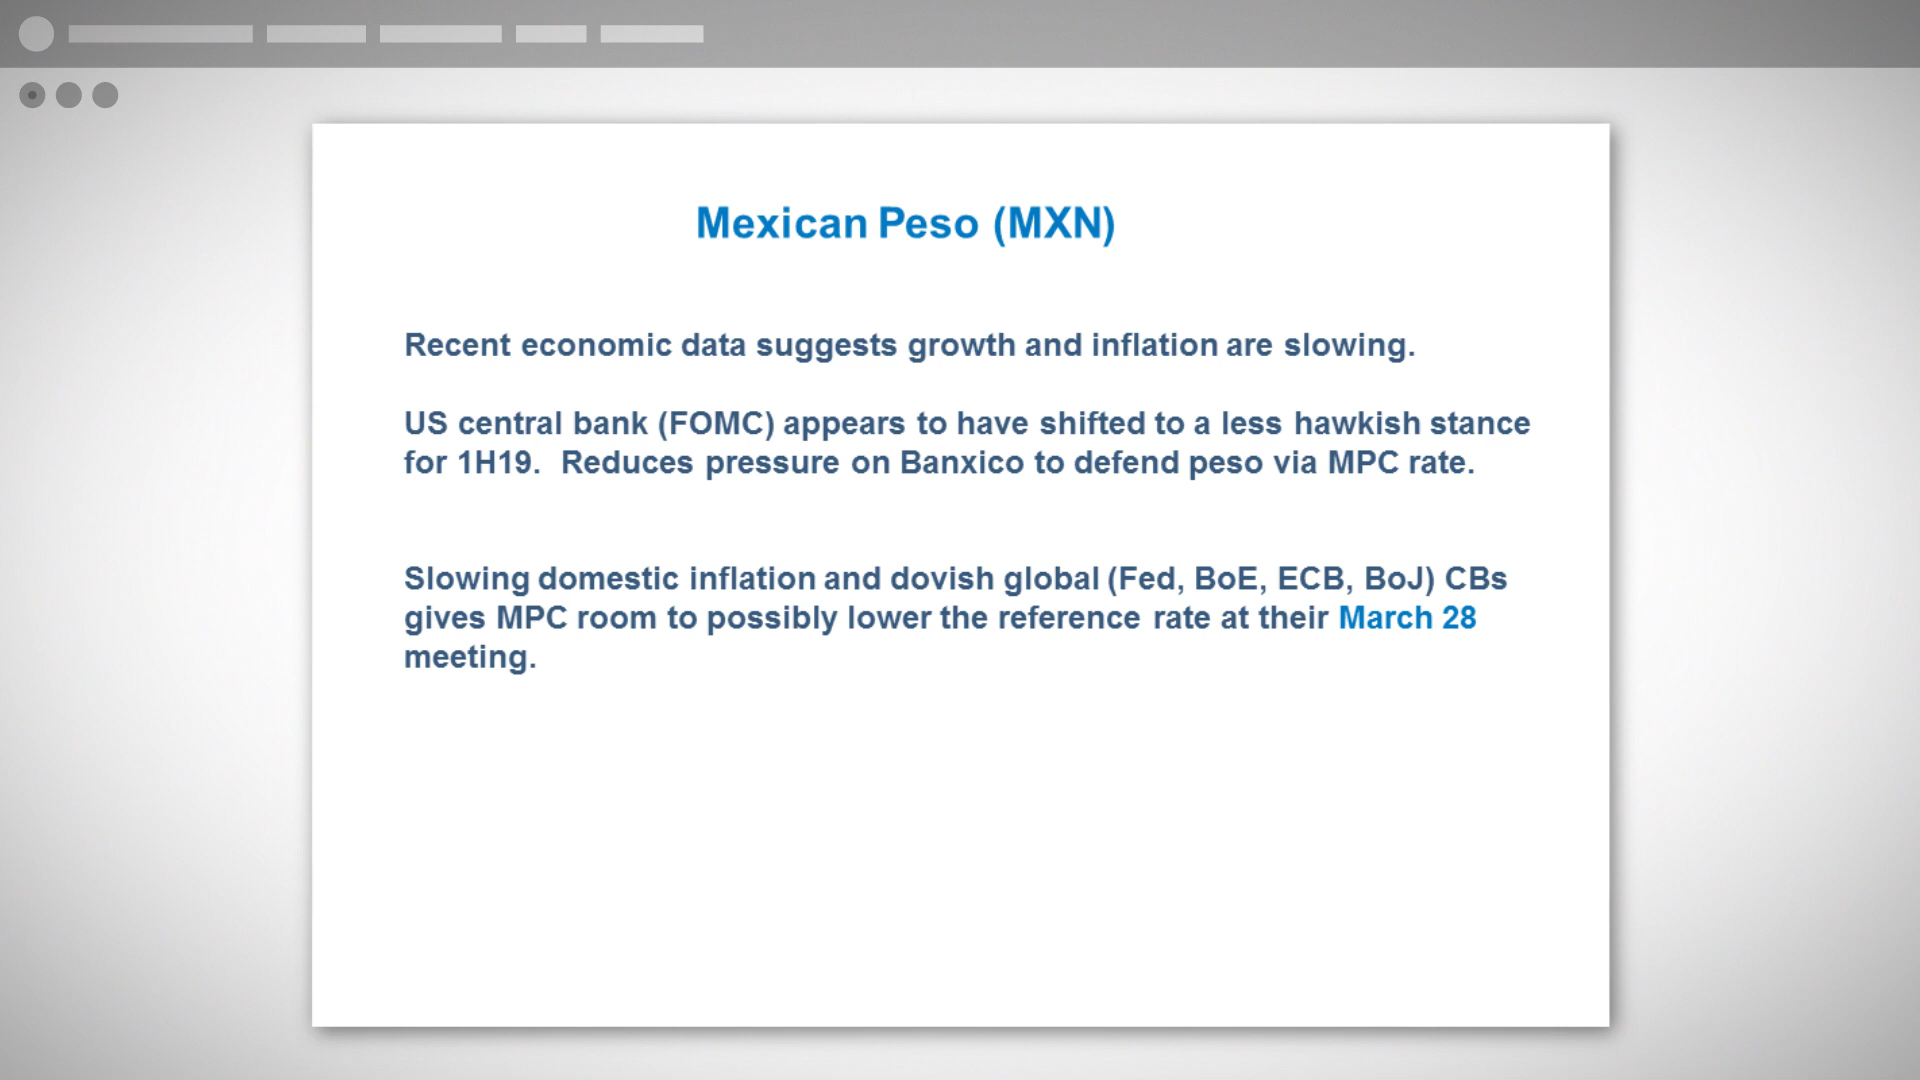 Mexican Peso (MXN)
Recent economic data suggests growth and inflation are slowing.
US central bank (FOMC) appears to have shifted to a less hawkish stance
for 1H19.  Reduces pressure on Banxico to defend peso via MPC rate.
Slowing domestic inflation and dovish global (Fed, BoE, ECB, BoJ) CBs
gives MPC room to possibly lower the reference rate at their March 28
meeting.